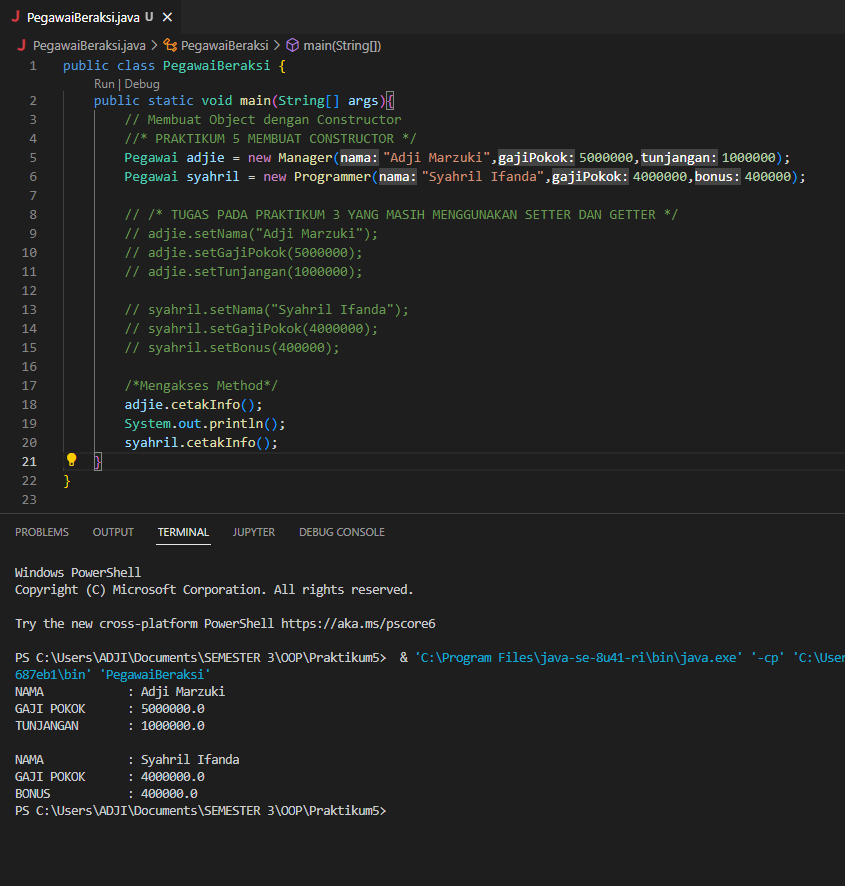 J PegawaiBeraksi.java U ✕
J PegawaiBeraksi.java > PegawaiBeraksi > main(String[])
1 public class PegawaiBeraksi {
Run | Debug
2 public static void main(String[] args){
3 // Membuat Object dengan Constructor
4 //* PRAKTIKUM 5 MEMBUAT CONSTRUCTOR */
5 Pegawai adjie = new Manager(nama: "Adji Marzuki",gajiPokok: 5000000,tunjangan: 1000000);
6 Pegawai syahril = new Programmer(nama: "Syahril Ifanda",gajiPokok: 4000000,bonus: 400000);
7
8 // /* TUGAS PADA PRAKTIKUM 3 YANG MASIH MENGGUNAKAN SETTER DAN GETTER */
9 // adjie.setNama("Adji Marzuki");
10 // adjie.setGajiPokok(5000000);
11 // adjie.setTunjangan(1000000);
12
13 // syahril.setNama("Syahril Ifanda");
14 // syahril.setGajiPokok(4000000);
15 // syahril.setBonus(400000);
16
17 /*Mengakses Method*/
18 adjie.cetakInfo();
19 System.out.println();
20 syahril.cetakInfo();
21 }
22 }
23
PROBLEMS OUTPUT TERMINAL JUPYTER DEBUG CONSOLE
Windows PowerShell
Copyright (C) Microsoft Corporation. All rights reserved.
Try the new cross-platform PowerShell https://aka.ms/pscore6
PS C:\Users\ADJI\Documents\SEMESTER 3\OOP\Praktikum5> & 'C:\Program Files\java-se-8u41-ri\bin\java.exe' '-cp' 'C:\User
687eb1\bin' 'PegawaiBeraksi'
NAMA : Adji Marzuki
GAJI POKOK : 5000000.0
TUNJANGAN : 1000000.0
NAMA : Syahril Ifanda
GAJI POKOK : 4000000.0
BONUS : 400000.0
PS C:\Users\ADJI\Documents\SEMESTER 3\OOP\Praktikum5>